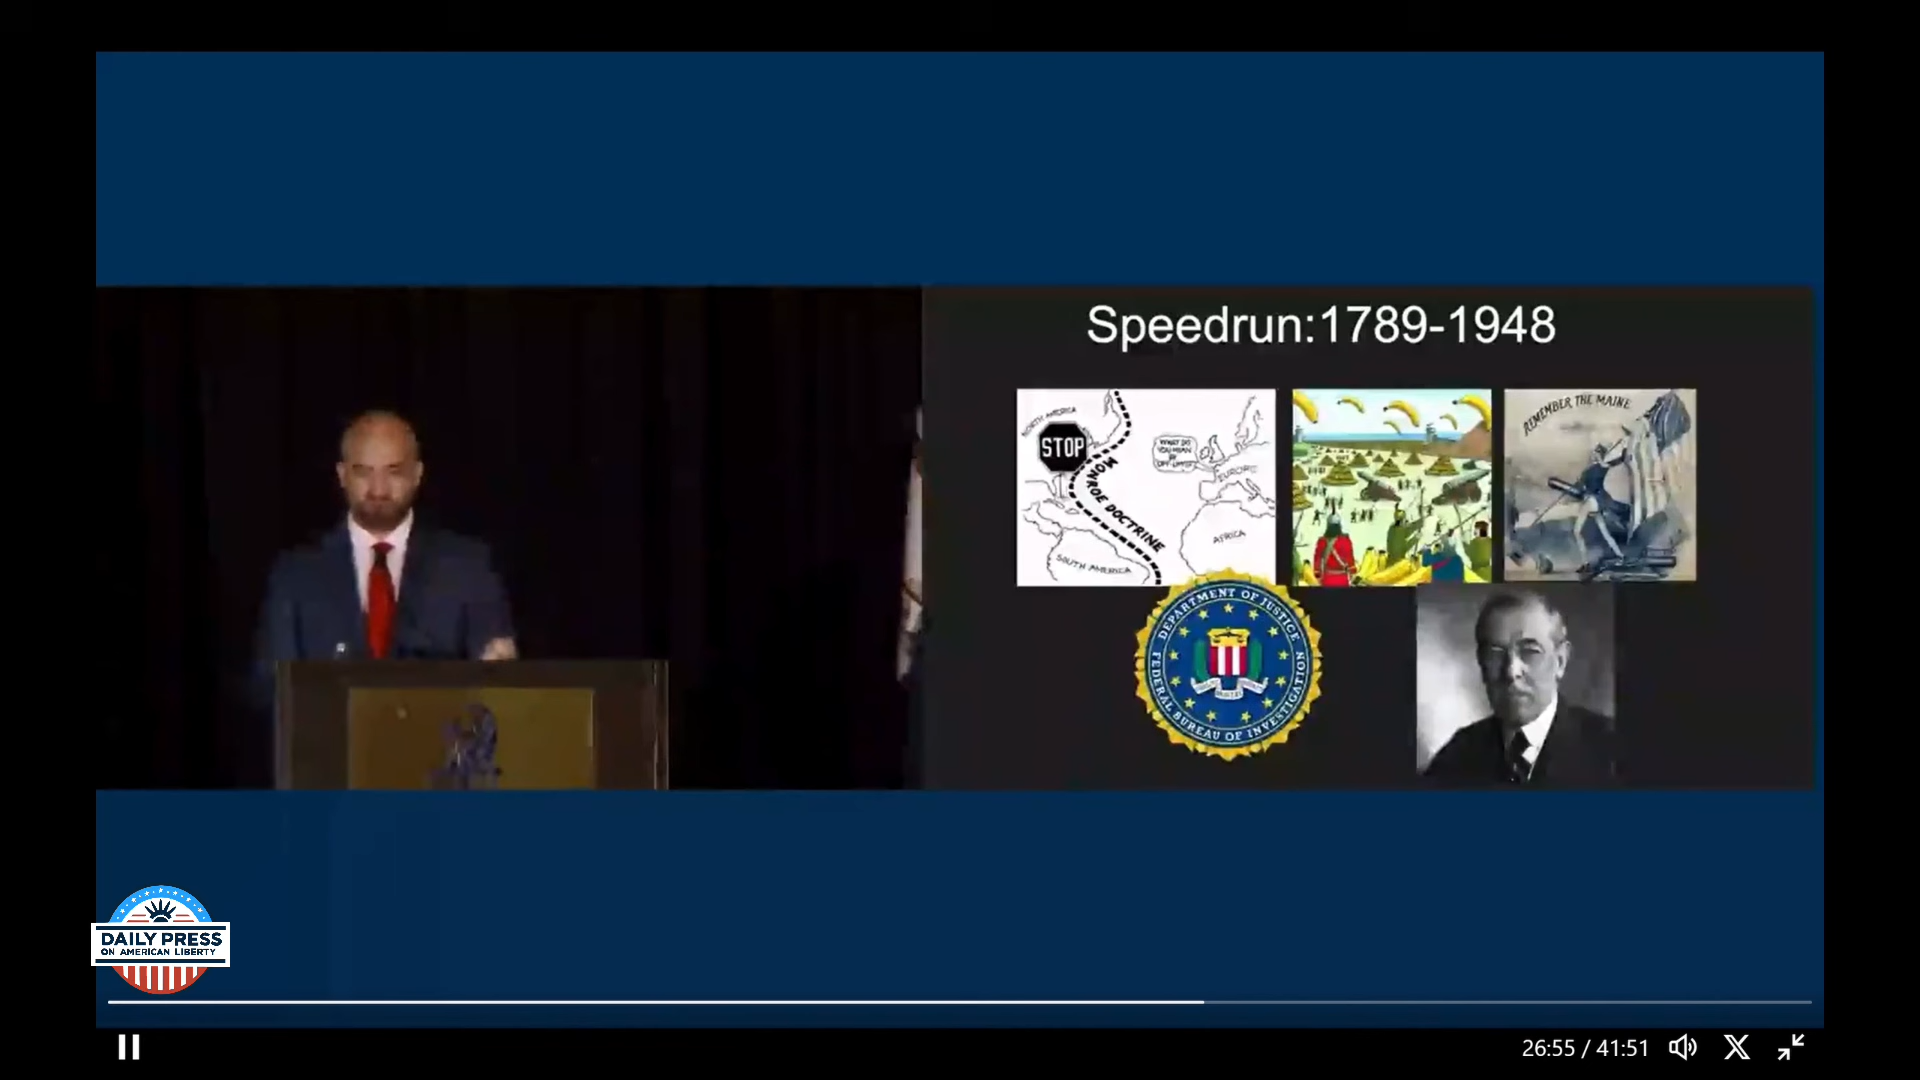 Speedrun:1789-1948
NORTH AMERICA
STOP
MONROE DOCTRINE
WHAT DO
YOU MEAN
EUROPE
AFRICA
SOUTH AMERICA
REMEMBER THE MAINE
DEPARTMENT OF JUSTICE
FEDERAL BUREAU OF INVESTIGATION
DAILY PRESS
ON AMERICAN LIBERTY
26:55 / 41:51